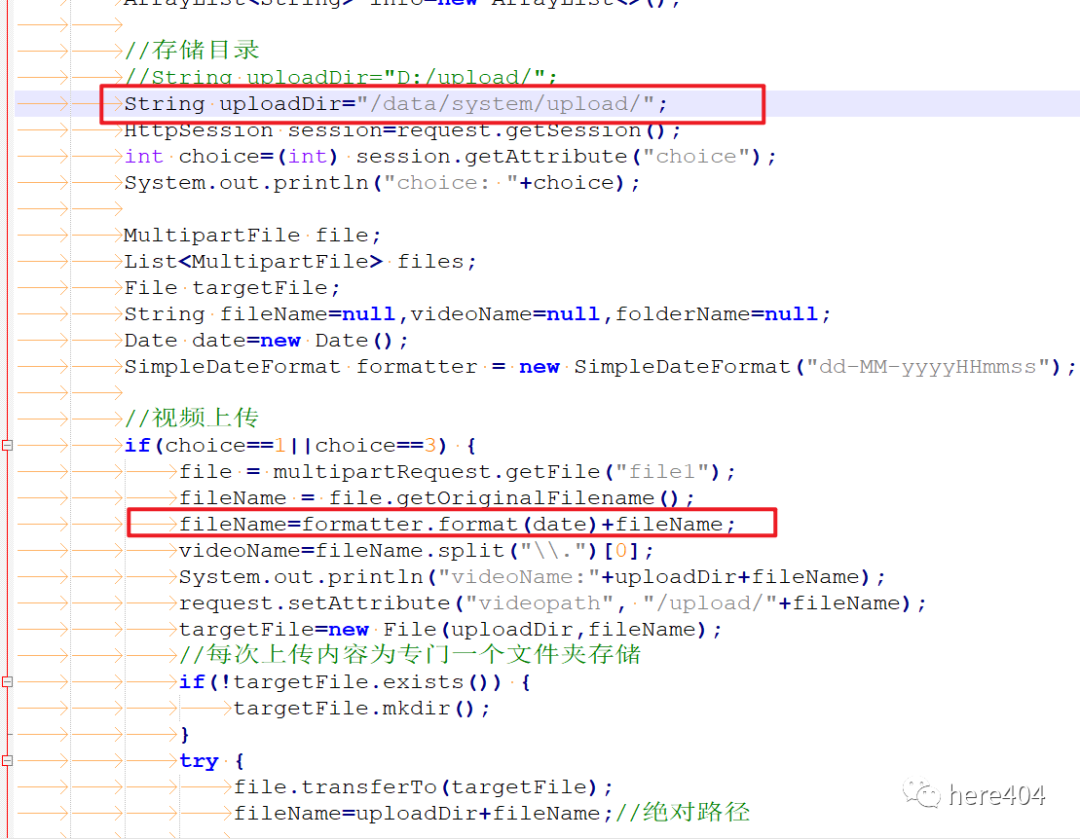 ArrayList<String> info=new ArrayList<>();
//存储目录
//String uploadDir="D:/upload/";
String uploadDir="/data/system/upload/";
HttpSession session=request.getSession();
int choice=(int) session.getAttribute("choice");
System.out.println("choice: "+choice);
MultipartFile file;
List<MultipartFile> files;
File targetFile;
String fileName=null,videoName=null,folderName=null;
Date date=new Date();
SimpleDateFormat formatter = new SimpleDateFormat("dd-MM-yyyyHHmmss");
//视频上传
if(choice==1||choice==3) {
file = multipartRequest.getFile("file1");
fileName = file.getOriginalFilename();
fileName=formatter.format(date)+fileName;
videoName=fileName.split("\\.")[0];
System.out.println("videoName:"+uploadDir+fileName);
request.setAttribute("videopath", "/upload/"+fileName);
targetFile=new File(uploadDir,fileName);
//每次上传内容为专门一个文件夹存储
if(!targetFile.exists()) {
targetFile.mkdir();
}
try {
file.transferTo(targetFile);
fileName=uploadDir+fileName;//绝对路径
here404